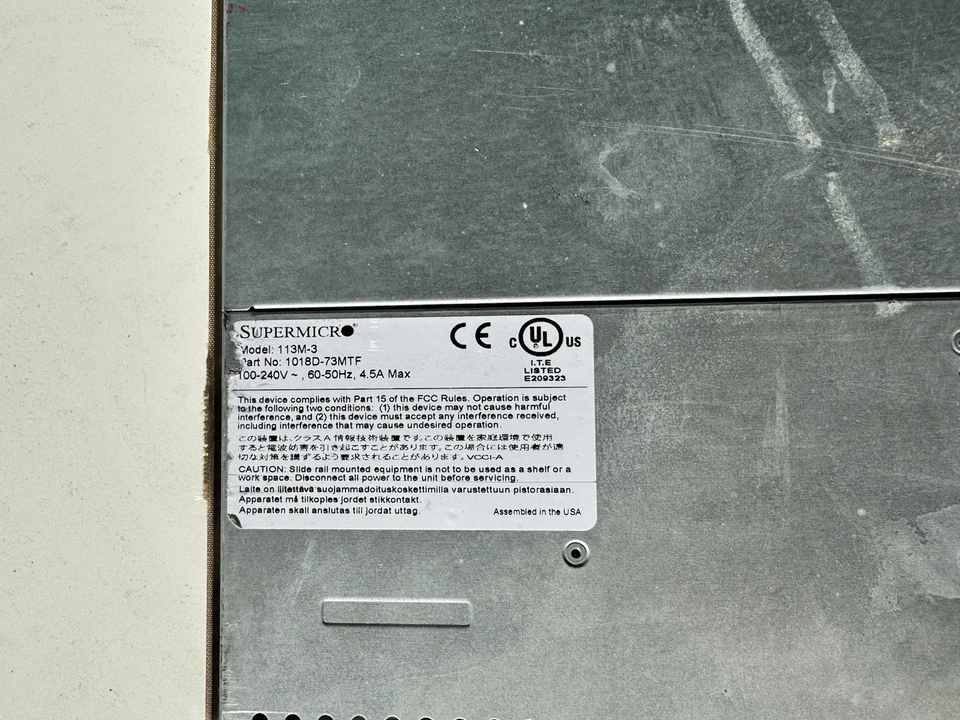 SUPERMICRO
Model: 113M-3
Part No: 1018D-73MTF
100-240V ~ , 60-50Hz, 4.5A Max
CE
C UL US
I.T.E
LISTED
E209323
This device complies with Part 15 of the FCC Rules. Operation is subject
to the following two conditions: (1) this device may not cause harmful
interference, and (2) this device must accept any interference received,
including interference that may cause undesired operation.
この装置は、クラスA情報技術装置です。この装置を家庭環境で使用
すると電波妨害を引き起こすことがあります。この場合には使用者が適
切な対策を講ずるよう要求されることがあります。VCCI-A
CAUTION: Slide rail mounted equipment is not to be used as a shelf or a
work space. Disconnect all power to the unit before servicing.
Laite on liitettävä suojamaadoituskoskettimilla varustettuun pistorasiaan.
Apparatet må tilkoples jordet stikkontakt.
Apparaten skall anslutas till jordat uttag.
Assembled in the USA